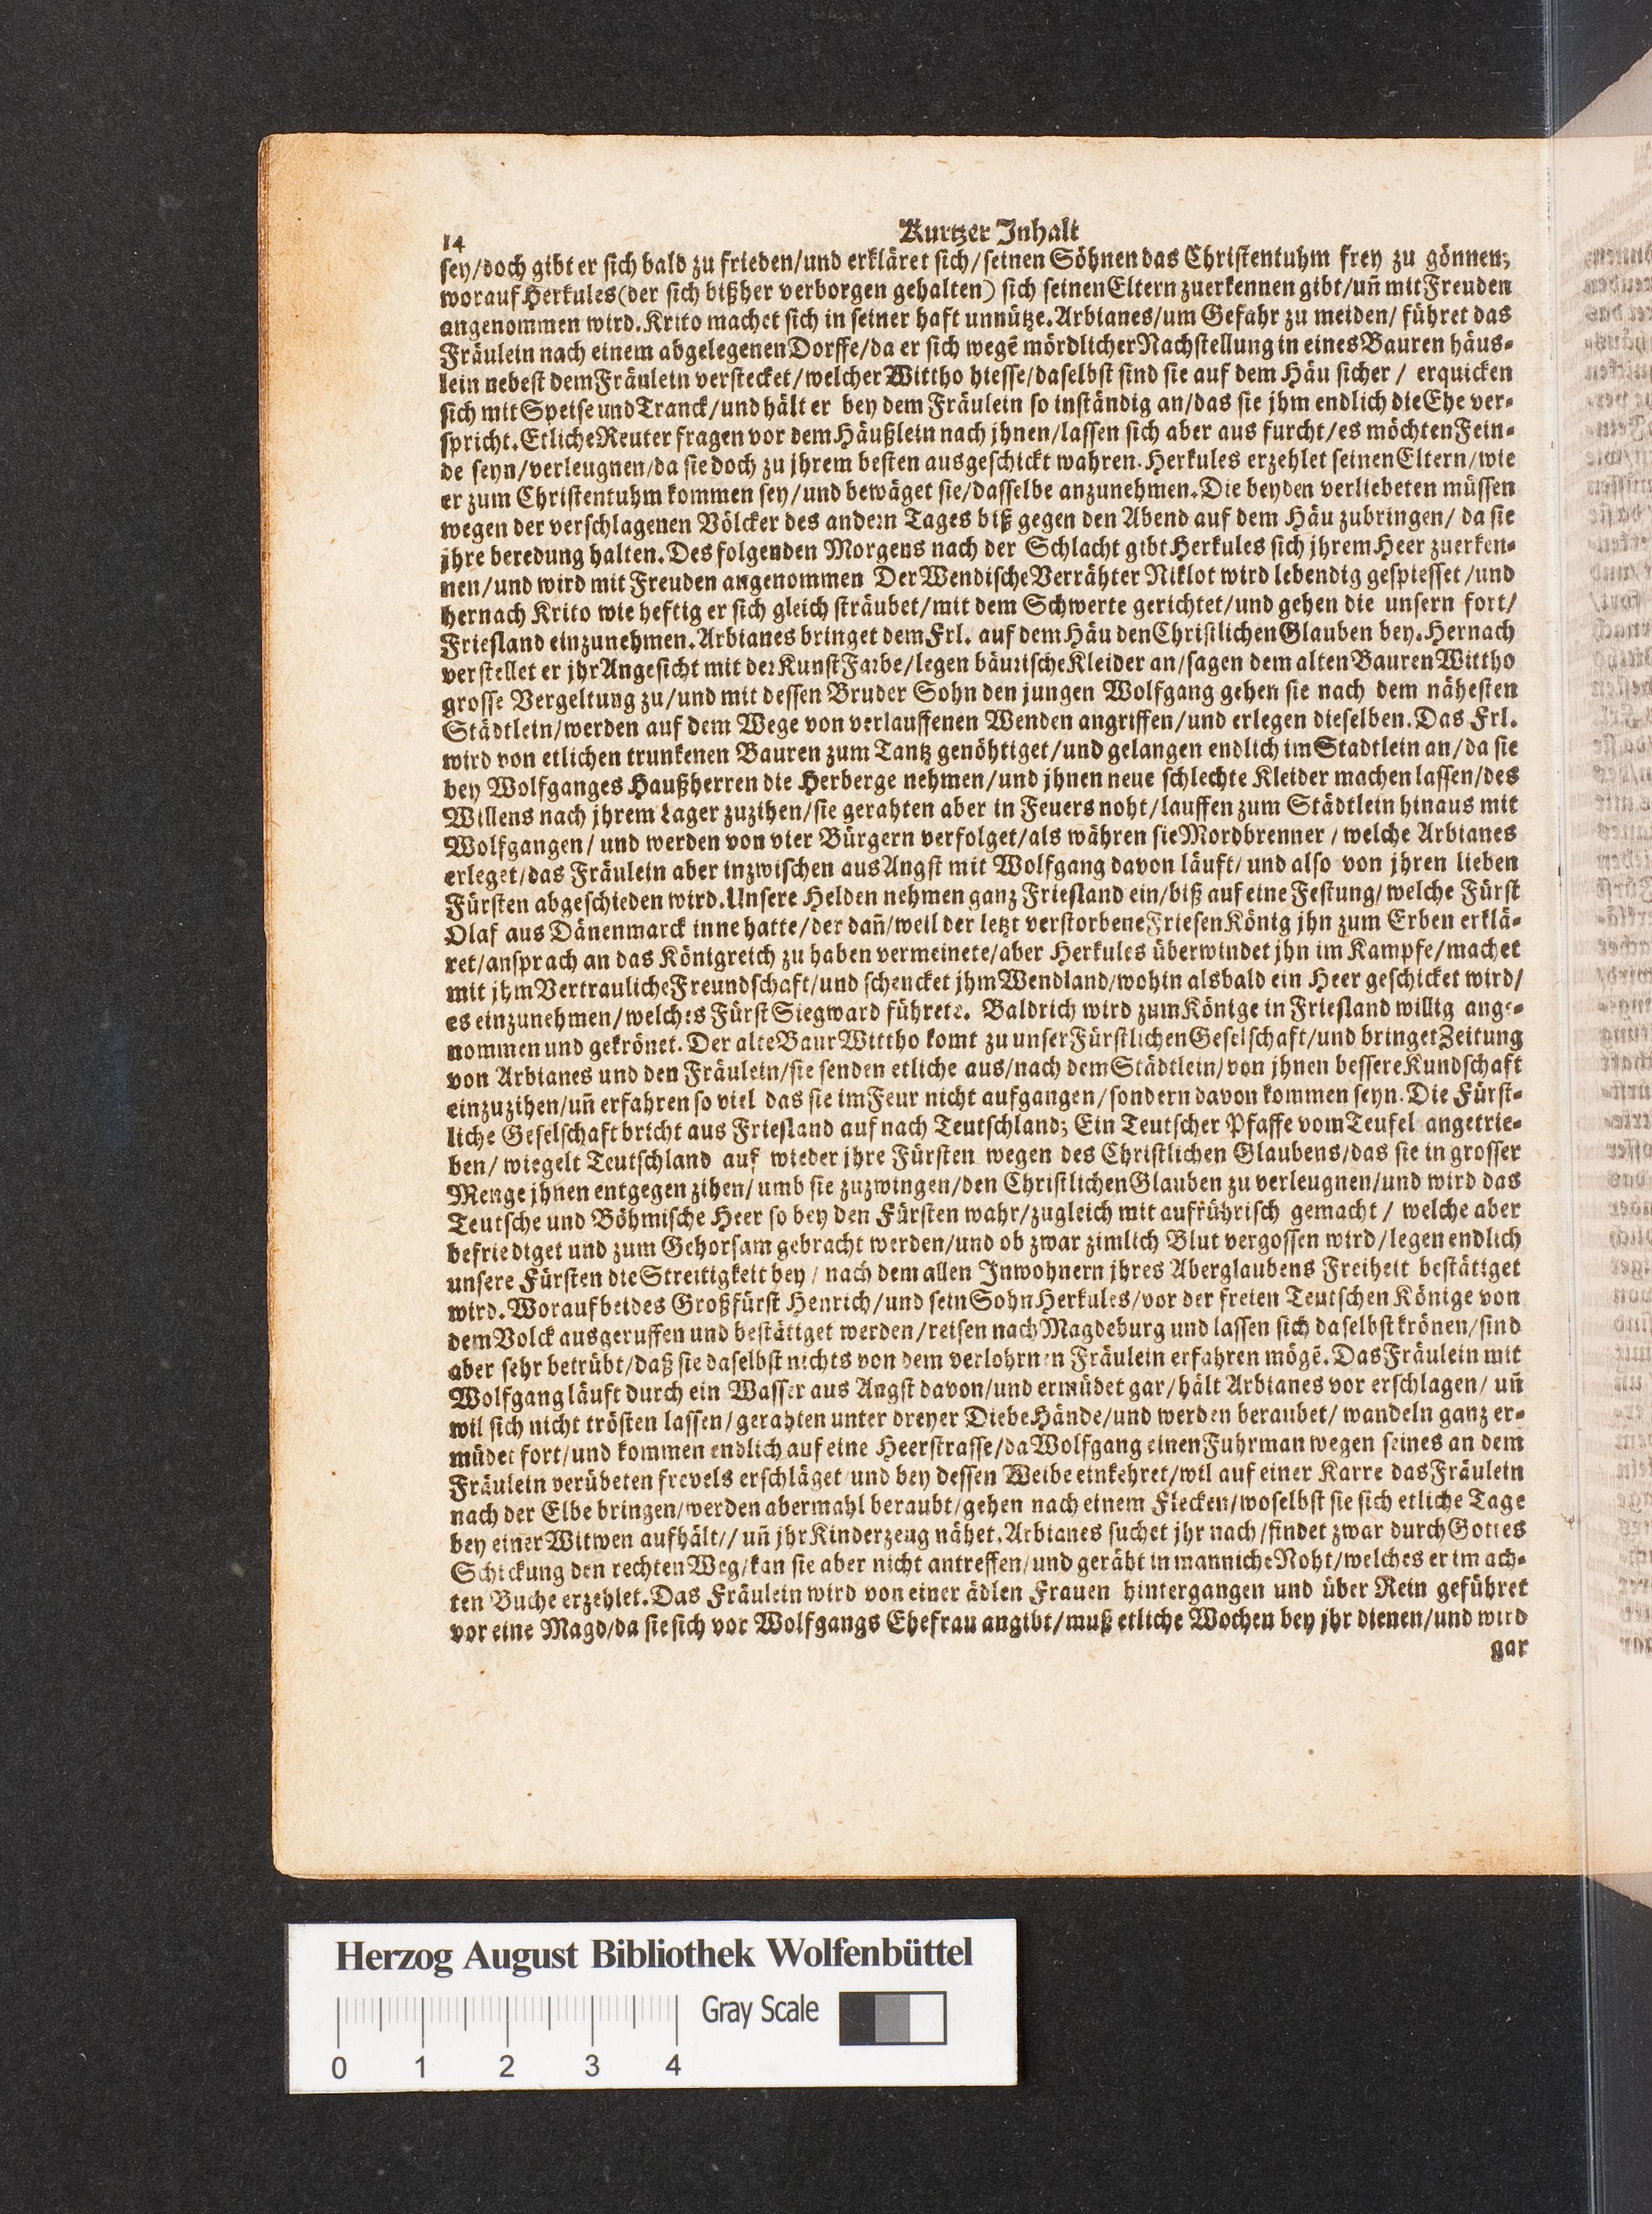 14
Kurtzer Inhalt
sey/doch gibt er sich bald zu frieden/und erkläret sich/seinen Söhnen das Christentuhm frey zu gönnen;
worauf Herkules(der sich bißher verborgen gehalten) sich seinen Eltern zuerkennen gibt/uñ mit Freuden
angenommen wird. Krito machet sich in seiner haft unnütze. Arbianes/um Gefahr zu meiden/ führet das
Fräulein nach einem abgelegenen Dorffe/da er sich wegẽ mördlicher Nachstellung in eines Bauren häus-
lein nebest dem Fräulein verstecket/welcher Wittho hiesse/daselbst sind sie auf dem Häu sicher / erquicken
sich mit Speise und Tranck/und hält er bey dem Fräulein so inständig an/das sie jhm endlich die Ehe ver-
spricht. Etliche Reuter fragen vor dem Häußlein nach jhnen/lassen sich aber aus furcht/es möchten Fein-
de seyn/verleugnen/da sie doch zu jhrem besten ausgeschickt wahren. Herkules erzehlet seinen Eltern/wie
er zum Christentuhm kommen sey/und bewäget sie/dasselbe anzunehmen. Die beyden verliebeten müssen
wegen der verschlagenen Völcker des andern Tages biß gegen den Abend auf dem Häu zubringen/ da sie
jhre beredung halten. Des folgenden Morgens nach der Schlacht gibt Herkules sich jhrem Heer zuerken-
nen/und wird mit Freuden angenommen Der Wendische Verrähter Niklot wird lebendig gespiesset /und
hernach Krito wie heftig er sich gleich sträubet/mit dem Schwerte gerichtet/und gehen die unsern fort/
Friesland einzunehmen. Arbianes bringet dem Frl. auf dem Häu den Christlichen Glauben bey. Hernach
verstellet er jhr Angesicht mit der Kunst Farbe/legen bäurische Kleider an/sagen dem alten Bauren Wittho
grosse Vergeltung zu/und mit dessen Bruder Sohn den jungen Wolfgang gehen sie nach dem nähesten
Städtlein/werden auf dem Wege von verlauffenen Wenden angriffen/und erlegen dieselben. Das Frl.
wird von etlichen trunkenen Bauren zum Tantz genöhtiget/und gelangen endlich im Stadtlein an/da sie
bey Wolfganges Haußherren die Herberge nehmen/und jhnen neue schlechte Kleider machen lassen/des
Willens nach jhrem Lager zuzihen/sie gerahten aber in Feuers noht/lauffen zum Städtlein hinaus mit
Wolfgangen/ und werden von vier Bürgern verfolget/als währen sie Mordbrenner / welche Arbianes
erleget/das Fräulein aber inzwischen aus Angst mit Wolfgang davon läuft/ und also von jhren lieben
Fürsten abgeschieden wird. Unsere Helden nehmen ganz Friesland ein/biß auf eine Festung/ welche Fürst
Olaf aus Dänenmarck inne hatte/der dañ/weil der letzt verstorbene Friesen König jhn zum Erben erklä-
ret/ansprach an das Königreich zu haben vermeinete/aber Herkules überwindet jhn im Kampfe/machet
mit jhm Vertrauliche Freundschaft/und schencket jhm Wendland/wohin alsbald ein Heer geschicket wird/
es einzunehmen/welches Fürst Siegward führete. Baldrich wird zum Könige in Friesland willig ange-
nommen und gekrönet. Der alte Baur Wittho komt zu unser Fürstlichen Geselschaft/und bringet Zeitung
von Arbianes und den Fräulein/sie senden etliche aus/nach dem Städtlein/von jhnen bessere Kundschaft
einzuzihen/uñ erfahren so viel das sie im Feur nicht aufgangen/sondern davon kommen seyn. Die Fürst-
liche Geselschaft bricht aus Friesland auf nach Teutschland; Ein Teutscher Pfaffe vom Teufel angetrie-
ben/ wiegelt Teutschland auf wieder jhre Fürsten wegen des Christlichen Glaubens/das sie in grosser
Menge jhnen entgegen zihen/ umb sie zuzwingen/den Christlichen Glauben zu verleugnen/und wird das
Teutsche und Böhmische Heer so bey den Fürsten wahr/zugleich mit aufrührisch gemacht / welche aber
befriediget und zum Gehorsam gebracht werden/und ob zwar zimlich Blut vergossen wird/legen endlich
unsere Fürsten die Streitigkeit bey / nach dem allen Inwohnern jhres Aberglaubens Freiheit bestätiget
wird. Worauf beides Großfürst Henrich/und sein Sohn Herkules/vor der freien Teutschen Könige von
dem Volck ausgeruffen und bestätiget werden/reisen nach Magdeburg und lassen sich daselbst krönen/sind
aber sehr betrübt/daß sie daselbst nichts von dem verlohrnen Fräulein erfahren mögẽ. Das Fräulein mit
Wolfgang läuft durch ein Wasser aus Angst davon/und ermüdet gar/hält Arbianes vor erschlagen/ uñ
wil sich nicht trösten lassen/gerahten unter dreyer Diebe Hände/und werden beraubet/ wandeln ganz er-
müdet fort/und kommen endlich auf eine Heerstrasse/da Wolfgang einen Fuhrman wegen seines an dem
Fräulein verübeten frevels erschläget und bey dessen Weibe einkehret/wil auf einer Karre das Fräulein
nach der Elbe bringen/werden abermahl beraubt/gehen nach einem Flecken/woselbst sie sich etliche Tage
bey einer Witwen aufhält// uñ jhr Kinderzeug nähet. Arbianes suchet jhr nach/findet zwar durch Gottes
Schickung den rechten Weg/kan sie aber nicht antreffen/und geräht in manniche Noht/welches er im ach-
ten Buche erzehlet. Das Fräulein wird von einer ädlen Frauen hintergangen und über Rein geführet
vor eine Magd/da sie sich vor Wolfgangs Ehefrau angibt/muß etliche Wochen bey jhr dienen/und wird
gar
Herzog August Bibliothek Wolfenbüttel
Gray Scale
0 1 2 3 4